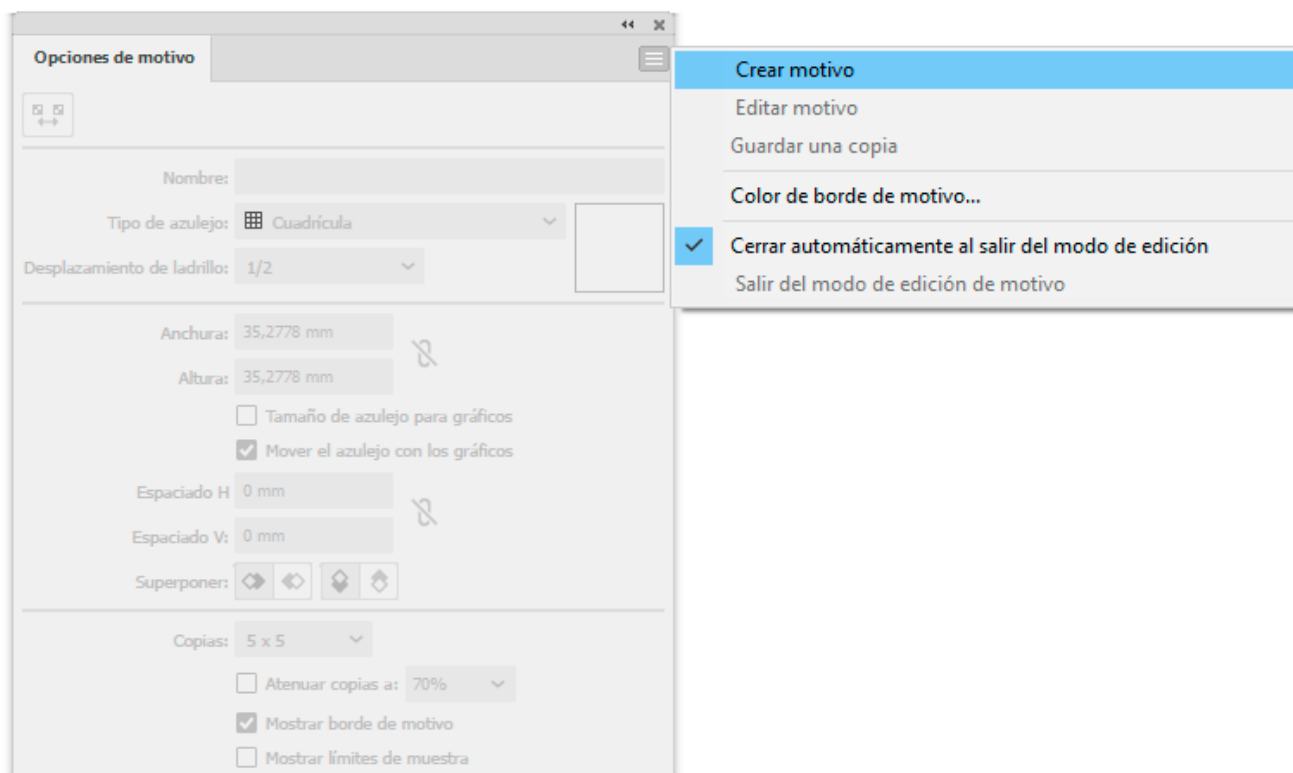 Opciones de motivo
Crear motivo
Editar motivo
Guardar una copia
Color de borde de motivo...
Cerrar automáticamente al salir del modo de edición
Salir del modo de edición de motivo
Nombre:
Tipo de azulejo: Cuadrícula
Desplazamiento de ladrillo: 1/2
Anchura: 35,2778 mm
Altura: 35,2778 mm
Tamaño de azulejo para gráficos
Mover el azulejo con los gráficos
Espaciado H 0 mm
Espaciado V: 0 mm
Superponer:
Copias: 5 x 5
Atenuar copias a: 70%
Mostrar borde de motivo
Mostrar límites de muestra